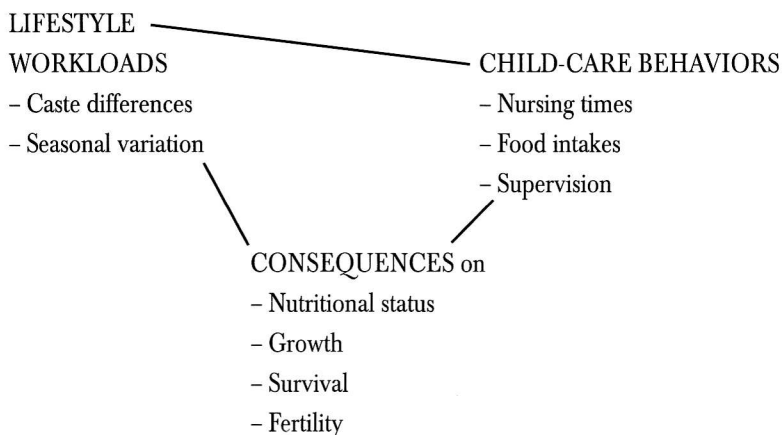 LIFESTYLE
WORKLOADS
– Caste differences
– Seasonal variation
CHILD-CARE BEHAVIORS
– Nursing times
– Food intakes
– Supervision
CONSEQUENCES on
– Nutritional status
– Growth
– Survival
– Fertility